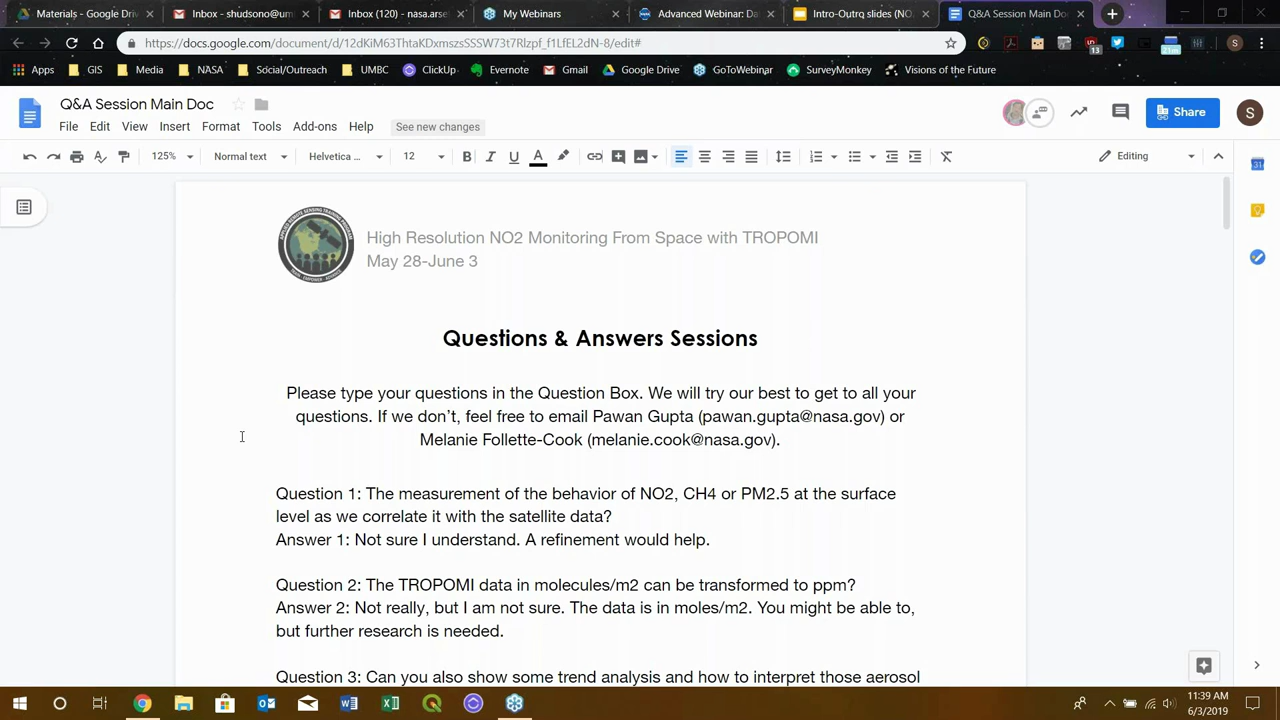 Materials - Google Driv
Inbox - shudsono@um
Inbox (120) - nasa.arse
My Webinars
Advanced Webinar: Da
Intro-Outro slides (NO
Q&A Session Main Doc
https://docs.google.com/document/d/12dKiM63ThtaKDxmszsSSSW73t7Rlzpf_f1LfEL2dN-8/edit#
13
21m
S
Apps
GIS
Media
NASA
Social/Outreach
UMBC
ClickUp
Evernote
Gmail
Google Drive
GoToWebinar
SurveyMonkey
Visions of the Future
Q&A Session Main Doc
File Edit View Insert Format Tools Add-ons Help
See new changes
Share
S
125%
Normal text
Helvetica ...
12
B I U A
Editing
31
High Resolution NO2 Monitoring From Space with TROPOMI
May 28-June 3
Questions & Answers Sessions
Please type your questions in the Question Box. We will try our best to get to all your
questions. If we don't, feel free to email Pawan Gupta (pawan.gupta@nasa.gov) or
Melanie Follette-Cook (melanie.cook@nasa.gov).
Question 1: The measurement of the behavior of NO2, CH4 or PM2.5 at the surface
level as we correlate it with the satellite data?
Answer 1: Not sure I understand. A refinement would help.
Question 2: The TROPOMI data in molecules/m2 can be transformed to ppm?
Answer 2: Not really, but I am not sure. The data is in moles/m2. You might be able to,
but further research is needed.
Question 3: Can you also show some trend analysis and how to interpret those aerosol
11:39 AM
6/3/2019